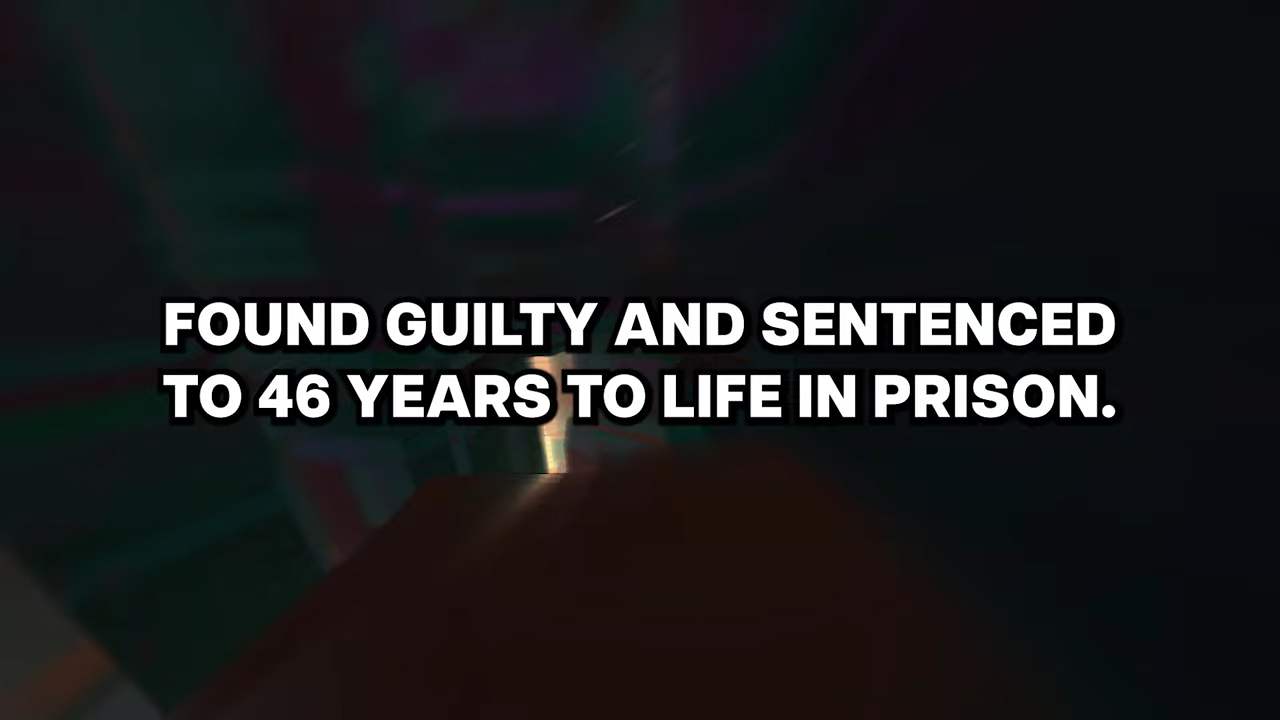 FOUND GUILTY AND SENTENCED
TO 46 YEARS TO LIFE IN PRISON.